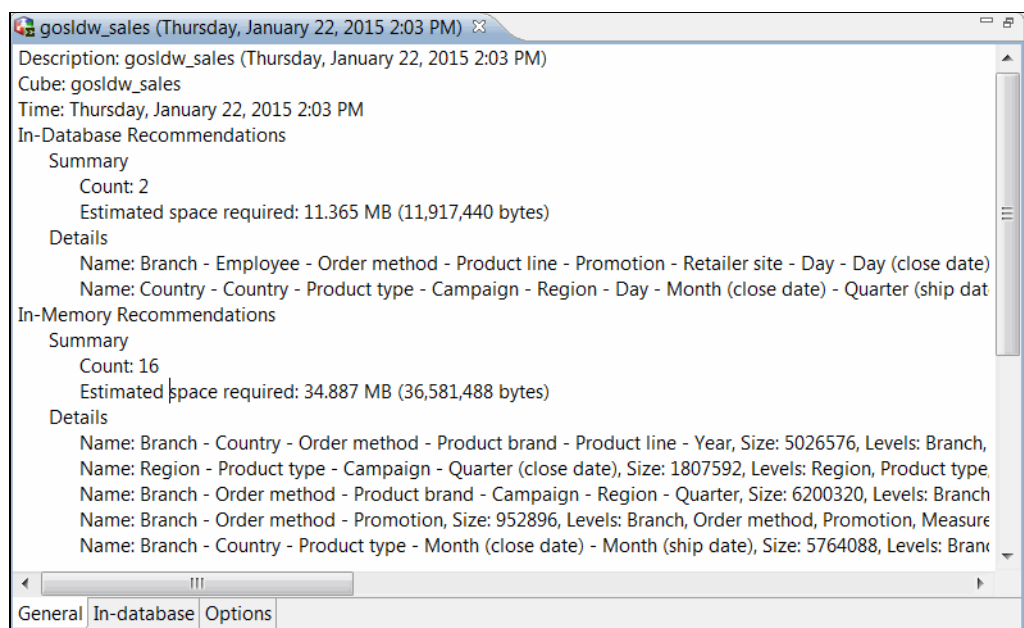 gosldw_sales (Thursday, January 22, 2015 2:03 PM)
Description: gosldw_sales (Thursday, January 22, 2015 2:03 PM)
Cube: gosldw_sales
Time: Thursday, January 22, 2015 2:03 PM
In-Database Recommendations
Summary
Count: 2
Estimated space required: 11.365 MB (11,917,440 bytes)
Details
Name: Branch - Employee - Order method - Product line - Promotion - Retailer site - Day - Day (close date)
Name: Country - Country - Product type - Campaign - Region - Day - Month (close date) - Quarter (ship dat
In-Memory Recommendations
Summary
Count: 16
Estimated space required: 34.887 MB (36,581,488 bytes)
Details
Name: Branch - Country - Order method - Product brand - Product line - Year, Size: 5026576, Levels: Branch,
Name: Region - Product type - Campaign - Quarter (close date), Size: 1807592, Levels: Region, Product type,
Name: Branch - Order method - Product brand - Campaign - Region - Quarter, Size: 6200320, Levels: Branch
Name: Branch - Order method - Promotion, Size: 952896, Levels: Branch, Order method, Promotion, Measure
Name: Branch - Country - Product type - Month (close date) - Month (ship date), Size: 5764088, Levels: Branc
General In-database Options